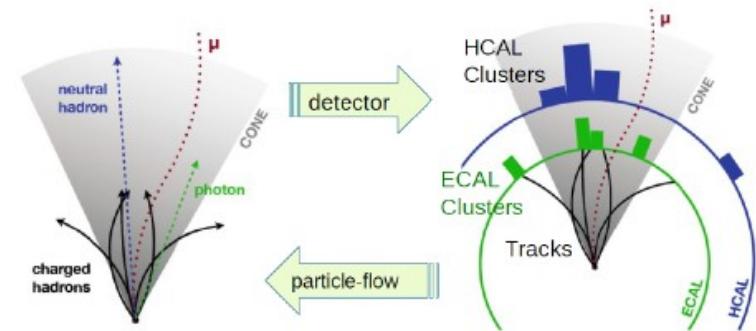 μ
neutral
hadron
CONE
photon
charged
hadrons
detector
particle-flow
μ
HCAL
Clusters
CONE
ECAL
Clusters
Tracks
ECAL
HCAL